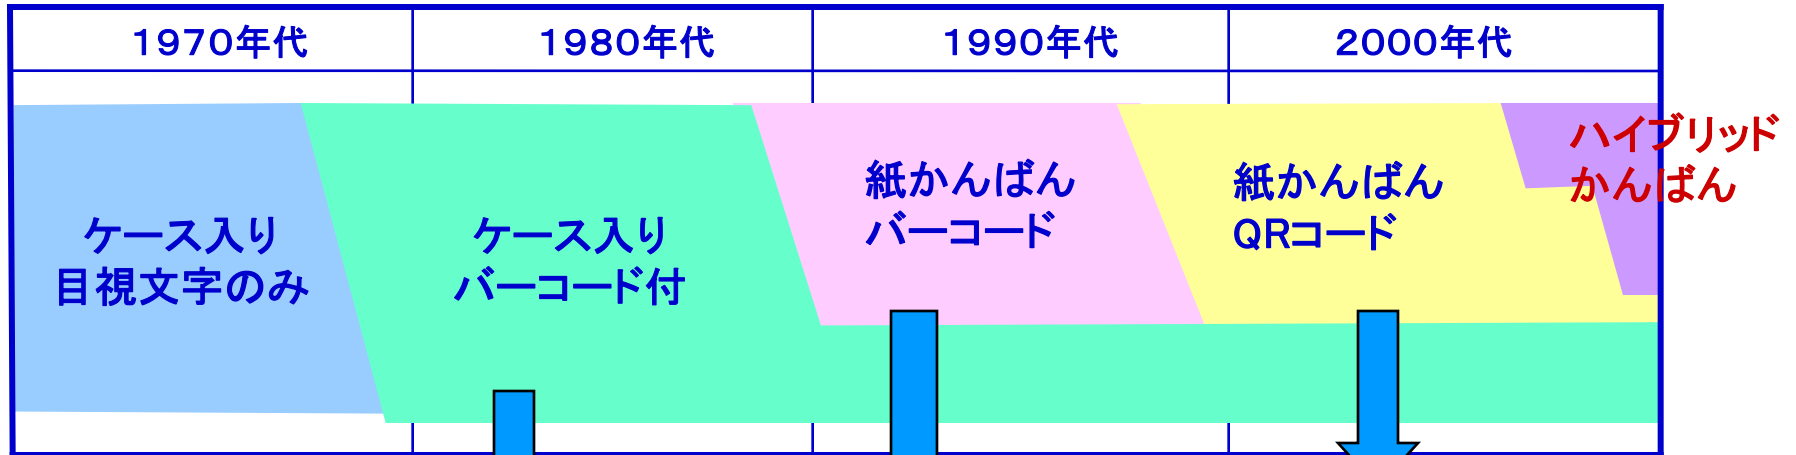 １９７０年代
１９８０年代
１９９０年代
２０００年代
ケース入り
目視文字のみ
ケース入り
バーコード付
紙かんばん
バーコード
紙かんばん
QRコード
ハイブリッド
かんばん